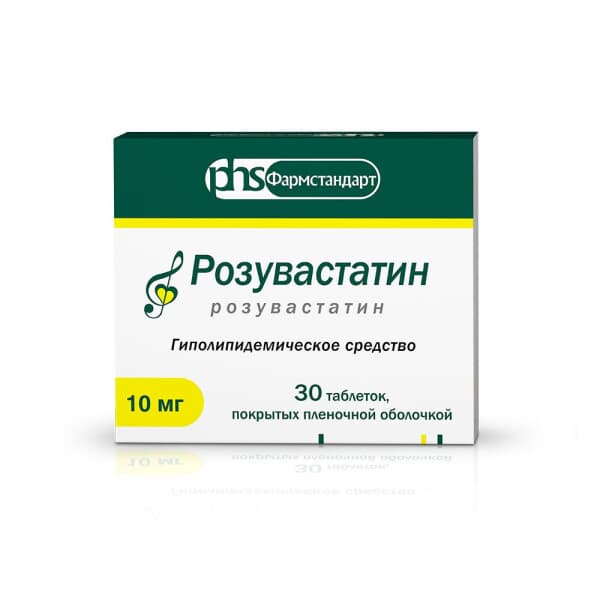 phs Фармстандарт
Розувастатин
розувастатин
Гиполипидемическое средство
10 мг
30 таблеток,
покрытых пленочной оболочкой